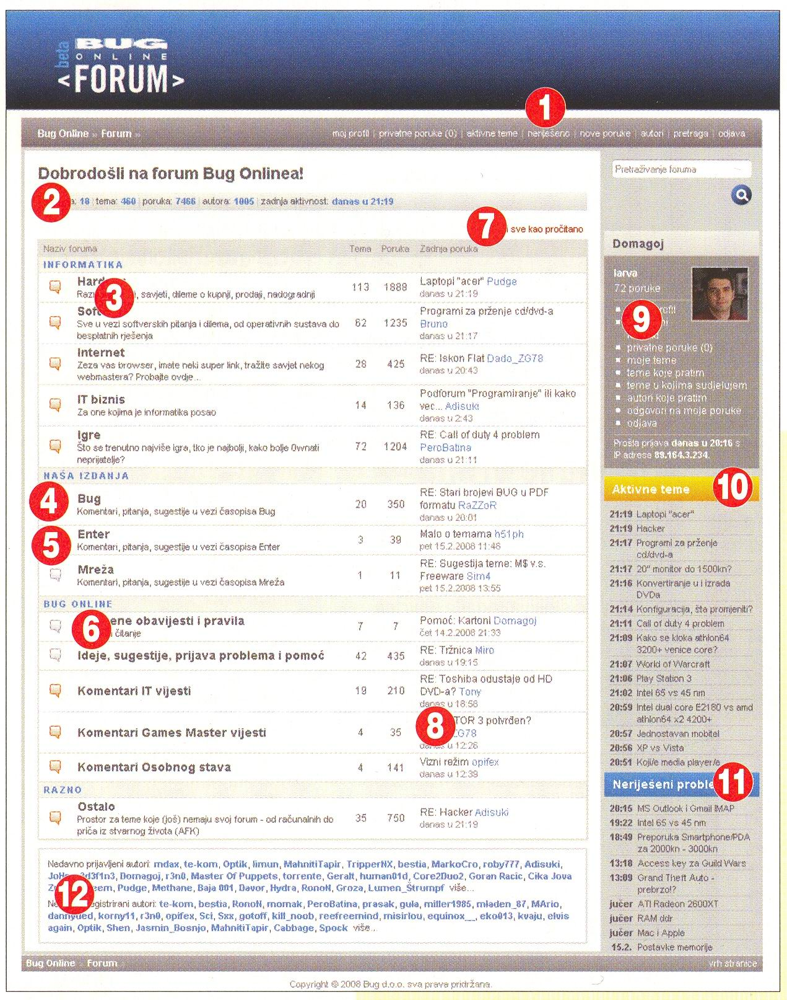 beta
BUG
ONLINE
<FORUM>
1
Bug Online » Forum »
moj profil | privatne poruke (0) | aktivne teme | neriješeno | nove poruke | autori | pretraga | odjava
Dobrodošli na forum Bug Onlinea!
Pretraživanje foruma
2
18 | tema: 460 | poruka: 7466 | autora: 1005 | zadnja aktivnost: danas u 21:19
7
i sve kao pročitano
Naziv foruma Tema Poruka Zadnja poruka
INFORMATIKA
3
savjeti, dileme o kupnji, prodaji, nadogradnji
113 1888
Laptopi "acer" Pudge
danas u 21:19
Sve u vezi softverskih pitanja i dilema, od operativnih sustava do
besplatnih rješenja
62 1235
Programi za prženje cd/dvd-a
Bruno
danas u 21:17
Internet
Zeza vas browser, imate neki super link, tražite savjet nekog
webmastera? Probajte ovdje...
28 425
RE: Iskon Flat Dado_ZG78
danas u 20:43
IT biznis
Za one kojima je informatika posao
14 136
Podforum "Programiranje" ili kako
vec... Adisuki
danas u 2:43
Igre
Što se trenutno najviše igra, tko je najbolji, kako bolje 0wnati
neprijatelje?
72 1204
RE: Call of duty 4 problem
PeroBatina
danas u 21:11
NAŠA IZDANJA
4
Bug
Komentari, pitanja, sugestije u vezi časopisa Bug
20 350
RE: Stari brojevi BUG u PDF
formatu RaZZoR
danas u 20:01
5
Enter
Komentari, pitanja, sugestije u vezi časopisa Enter
3 39
Malo o temama h51ph
pet 15.2.2008 11:46
Mreža
Komentari, pitanja, sugestije u vezi časopisa Mreža
1 11
RE: Sugestija teme: M$ v.s.
Freeware Sim4
pet 15.2.2008 13:55
BUG ONLINE
6
ene obavijesti i pravila
čitanje
7 7
Pomoć: Kartoni Domagoj
čet 14.2.2008 21:33
Ideje, sugestije, prijava problema i pomoć
42 435
RE: Tržnica Miro
danas u 19:15
Komentari IT vijesti
19 210
RE: Toshiba odustaje od HD
DVD-a? Tony
danas u 18:56
Komentari Games Master vijesti
4 35
8
TOR 3 potvrđen?
ZG78
danas u 12:26
Komentari Osobnog stava
4 141
Vizni režim opifex
danas u 12:39
RAZNO
Ostalo
Prostor za teme koje (još) nemaju svoj forum - od računalnih do
priča iz stvarnog života (AFK)
35 750
RE: Hacker Adisuki
danas u 21:19
Nedavno prijavljeni autori: mdax, te-kom, Optik, limun, MahnitiTapir, TripperNX, bestia, MarkoCro, roby777, Adisuki,
3d3f1n3, Domagoj, r3n0, Master Of Puppets, torrente, Geralt, human01d, Core2Duo2, Goran Racic, Cika Jova
eem, Pudge, Methane, Baja 001, Davor, Hydra, RonoN, Groza, Lumen_Štrumpf više...
12
registrirani autori: te-kom, bestia, RonoN, momak, PeroBatina, prasak, gula, miller1985, mladen_87, MArio,
dannyued, korny11, r3n0, opifex, Sci, Sxx, gotoff, kill_noob, reefreemind, misirlou, equinox__, eko013, kvaju, elvis
again, Optik, Shen, Jasmin_Bosnjo, MahnitiTapir, Cabbage, Spock više...
Domagoj
larva
72 poruke
9
privatne poruke (0)
moje teme
teme koje pratim
teme u kojima sudjelujem
autori koje pratim
odgovori na moje poruke
odjava
Prošla prijava danas u 20:16 s
IP adresa 89.164.3.234
Aktivne teme
10
21:19 Laptopi "acer"
21:19 Hacker
21:17 Programi za prženje
cd/dvd-a
21:17 20" monitor do 1500kn?
21:16 Konvertiranje u i izrada
DVDa
21:14 Konfiguracija, šta promjeniti?
21:11 Call of duty 4 problem
21:09 Kako se kloka athlon64
3200+ venice core?
21:07 World of Warcraft
21:06 Play Station 3
21:02 Intel 65 vs 45 nm
20:59 Intel dual core E2180 vs amd
athlon64 x2 4200+
20:57 Jednostavan mobitel
20:56 XP vs Vista
20:51 Koji/e media player/e
Neriješeni proble
11
20:15 MS Outlook i Gmail IMAP
19:22 Intel 65 vs 45 nm
18:49 Preporuka Smartphone/PDA
za 2000kn - 3000kn
13:18 Access key za Guild Wars
13:09 Grand Theft Auto -
prebrzo!?
jučer ATI Radeon 2600XT
jučer RAM ddr
jučer Mac i Apple
15.2. Postavke memorije
Bug Online » Forum
vrh stranice
Copyright © 2008 Bug d.o.o. sva prava pridržana.